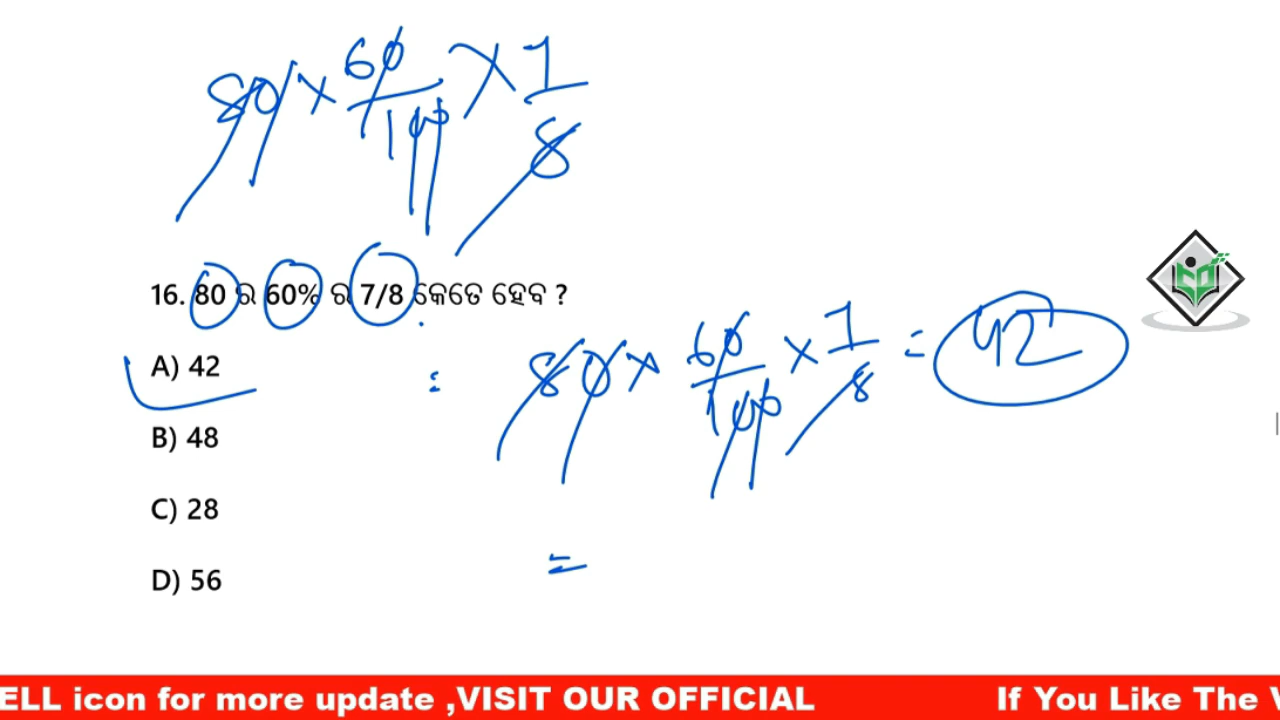 80 × 60/100 × 7/8
16. 80 ର 60% ର 7/8 କେତେ ହେବ ?
A) 42
= 80 × 60/100 × 7/8 = 42
B) 48
C) 28
=
D) 56
ELL icon for more update ,VISIT OUR OFFICIAL If You Like The V